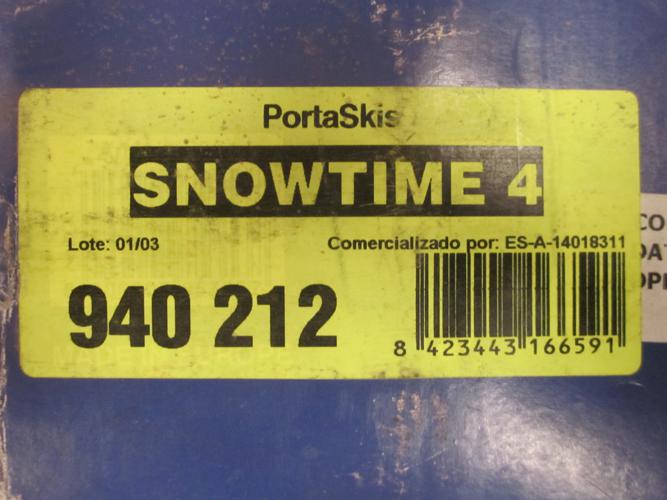 PortaSkis
SNOWTIME 4
Lote: 01/03
Comercializado por: ES-A-14018311
940 212
8 423443 166591